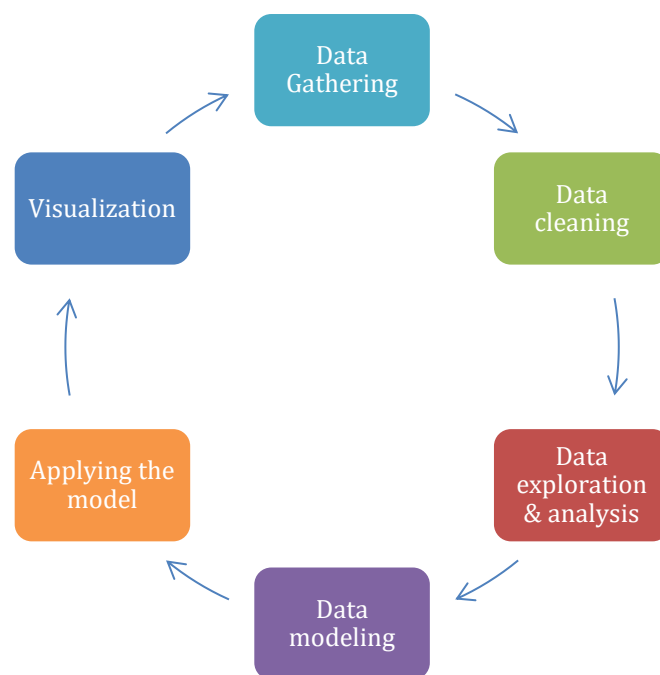 Data
Gathering
Data
cleaning
Data
exploration
& analysis
Data
modeling
Applying the
model
Visualization